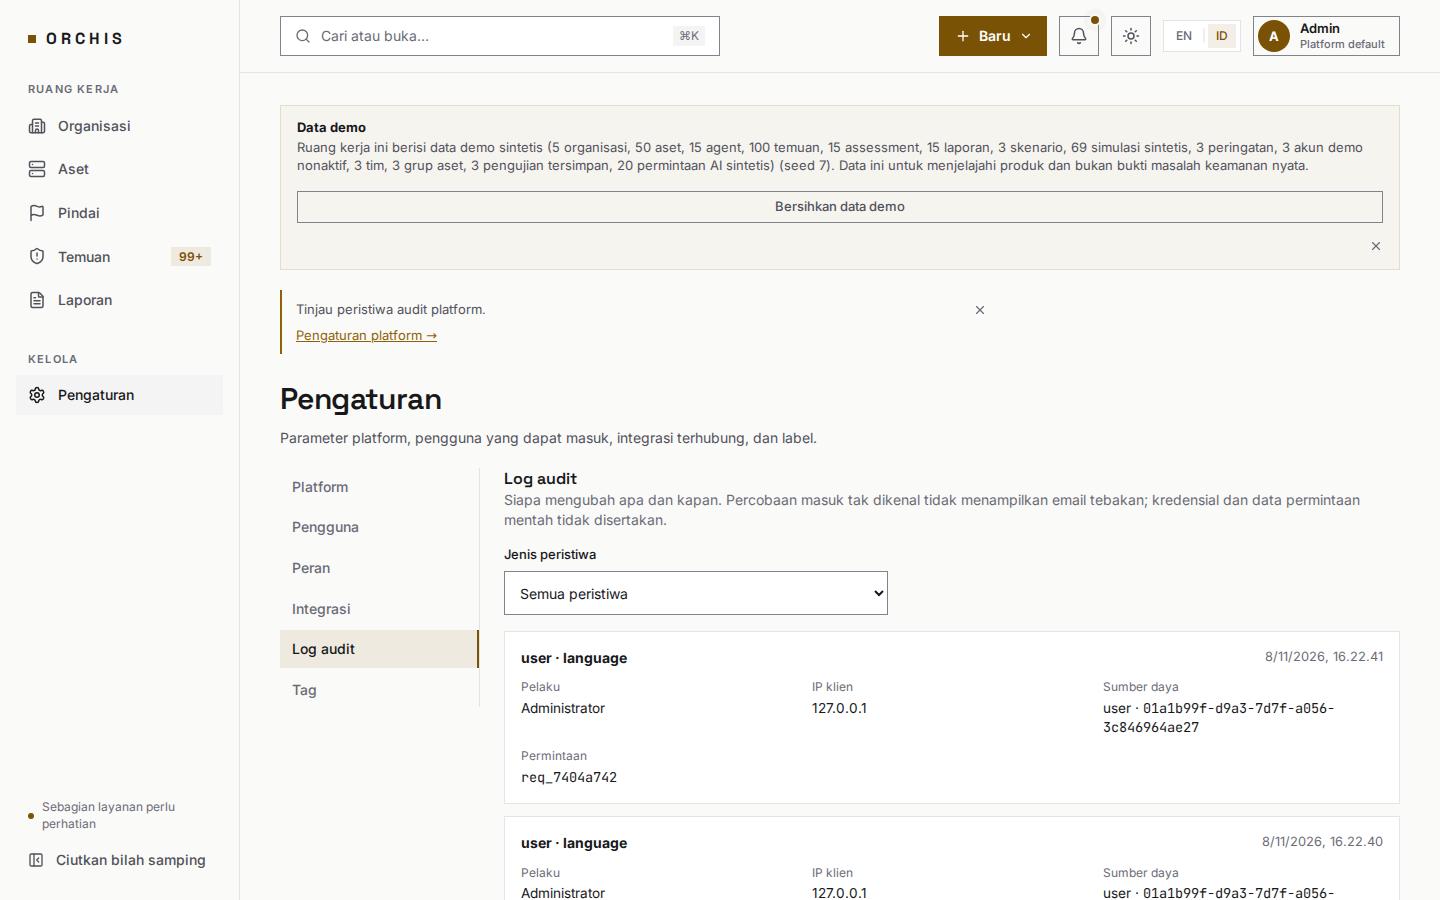 ORCHIS
RUANG KERJA
Organisasi
Aset
Pindai
Temuan
99+
Laporan
KELOLA
Pengaturan
Sebagian layanan perlu
perhatian
Ciutkan bilah samping
Cari atau buka...
⌘K
Baru
EN
ID
A
Admin
Platform default
Data demo
Ruang kerja ini berisi data demo sintetis (5 organisasi, 50 aset, 15 agent, 100 temuan, 15 assessment, 15 laporan, 3 skenario, 69 simulasi sintetis, 3 peringatan, 3 akun demo
nonaktif, 3 tim, 3 grup aset, 3 pengujian tersimpan, 20 permintaan AI sintetis) (seed 7). Data ini untuk menjelajahi produk dan bukan bukti masalah keamanan nyata.
Bersihkan data demo
Tinjau peristiwa audit platform.
Pengaturan platform →
Pengaturan
Parameter platform, pengguna yang dapat masuk, integrasi terhubung, dan label.
Platform
Pengguna
Peran
Integrasi
Log audit
Tag
Log audit
Siapa mengubah apa dan kapan. Percobaan masuk tak dikenal tidak menampilkan email tebakan; kredensial dan data permintaan
mentah tidak disertakan.
Jenis peristiwa
Semua peristiwa
user · language
8/11/2026, 16.22.41
Pelaku
Administrator
IP klien
127.0.0.1
Sumber daya
user · 01a1b99f-d9a3-7d7f-a056-
3c846964ae27
Permintaan
req_7404a742
user · language
8/11/2026, 16.22.40
Pelaku
Administrator
IP klien
127.0.0.1
Sumber daya
user · 01a1b99f-d9a3-7d7f-a056-